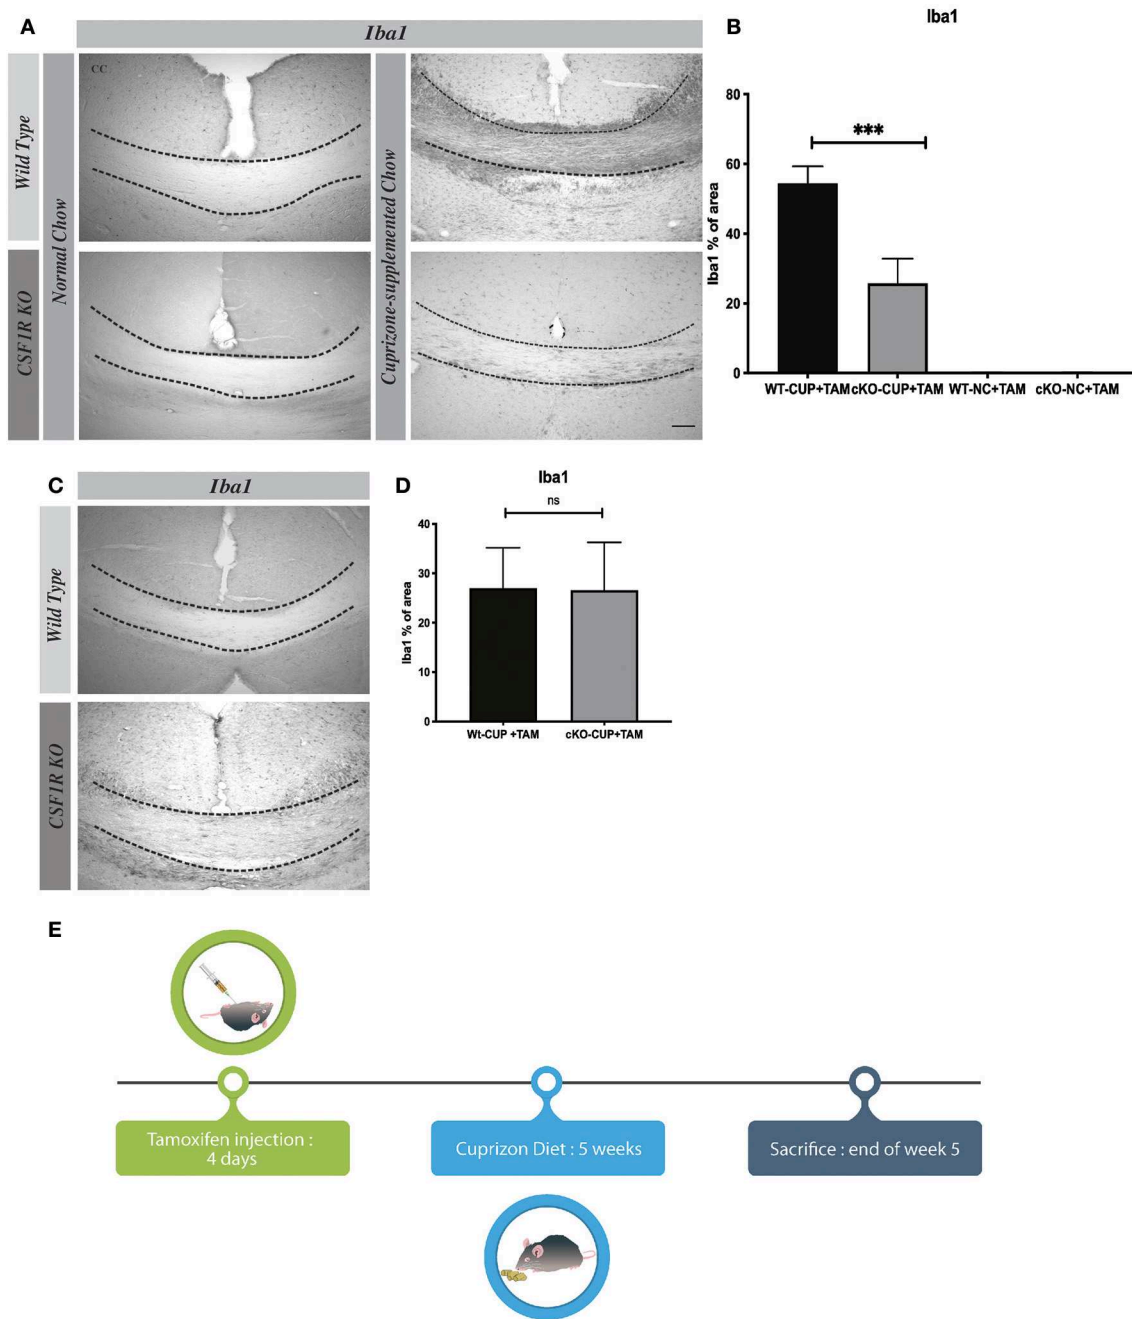 A
Iba1
Wild Type
CSF1R KO
Normal Chow
cc
Cuprizone-supplemented Chow
B
Iba1
Iba1 % of area
80
60
40
20
0
***
WT-CUP+TAM cKO-CUP+TAM WT-NC+TAM cKO-NC+TAM
C
Iba1
Wild Type
CSF1R KO
D
Iba1
ns
Iba1 % of area
40
30
20
10
0
Wt-CUP +TAM cKO-CUP+TAM
E
Tamoxifen injection :
4 days
Cuprizon Diet : 5 weeks
Sacrifice : end of week 5